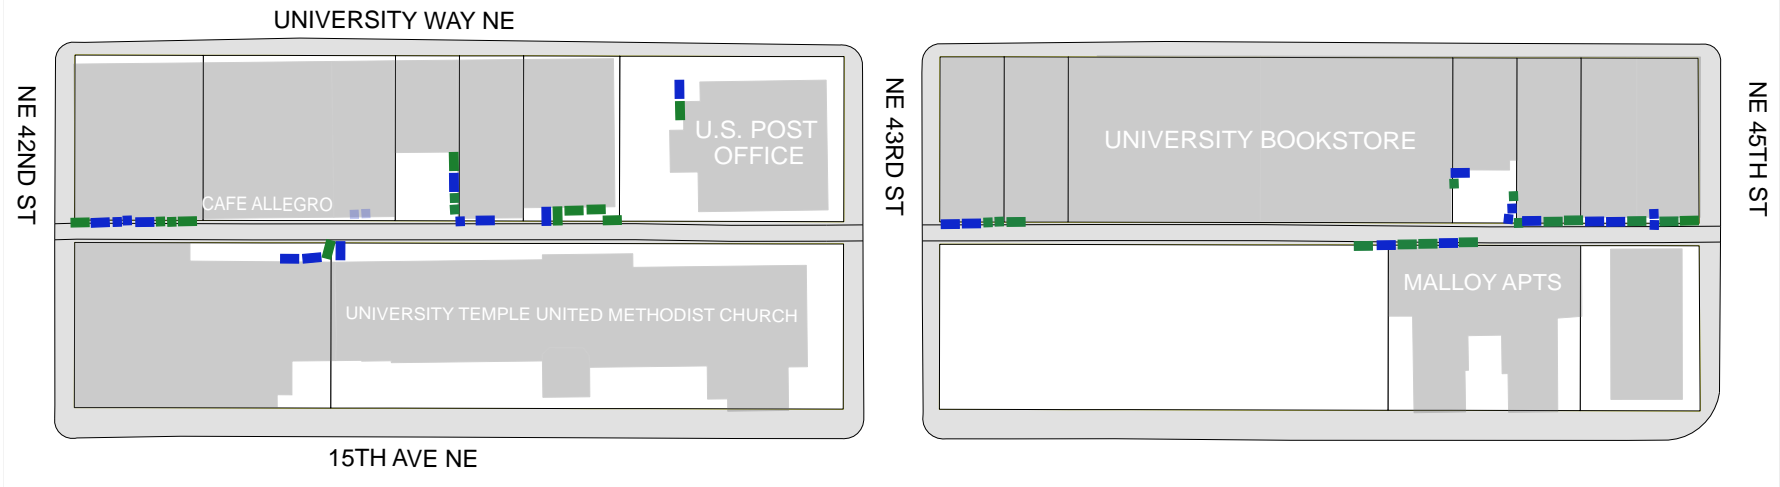 UNIVERSITY WAY NE
NE 42ND ST
CAFE ALLEGRO
U.S. POST
OFFICE
NE 43RD ST
UNIVERSITY BOOKSTORE
NE 45TH ST
UNIVERSITY TEMPLE UNITED METHODIST CHURCH
MALLOY APTS
15TH AVE NE